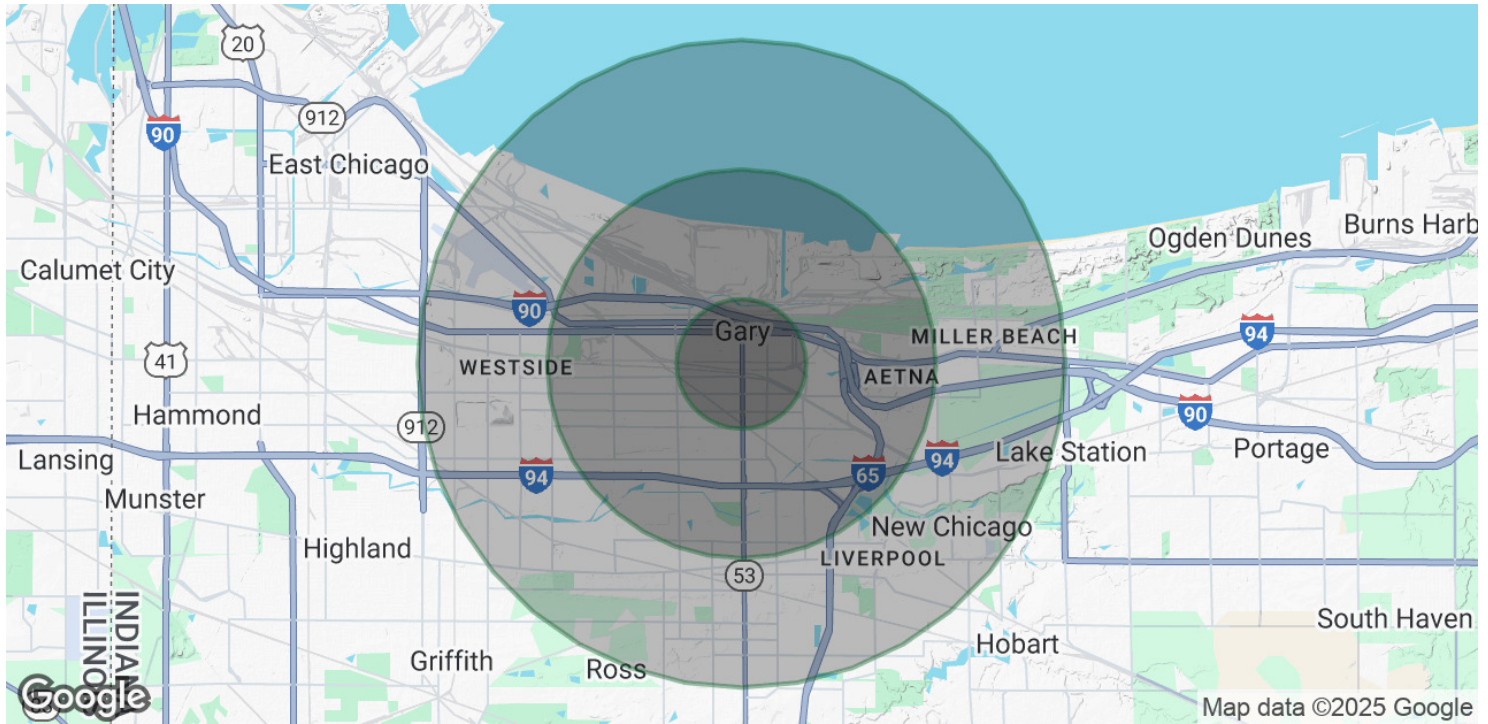 20
912
90
East Chicago
Burns Harb
Ogden Dunes
Calumet City
90
Gary
94
MILLER BEACH
41
WESTSIDE
AETNA
90
Hammond
912
Lake Station
Portage
Lansing
94
94
65
Munster
New Chicago
Highland
LIVERPOOL
53
INDIANA
ILLINO
South Haven
Hobart
Griffith
Ross
Google
Map data ©2025 Google